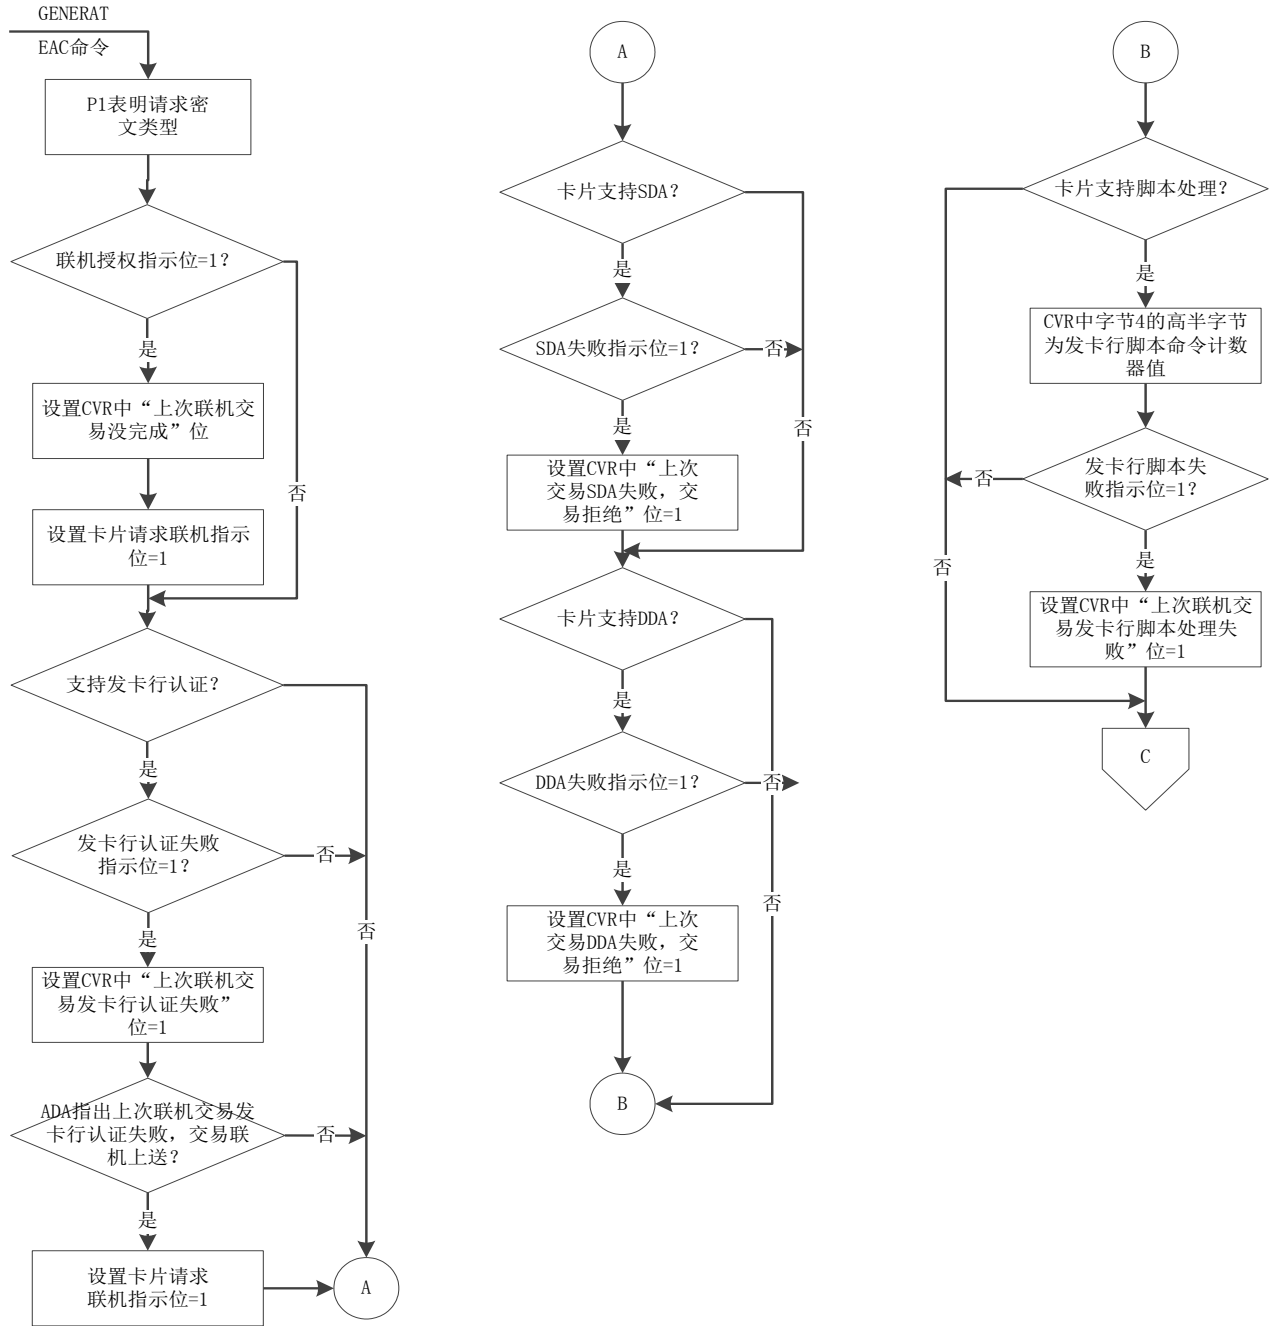 GENERAT
EAC命令
P1表明请求密
文类型
联机授权指示位=1?
是
否
设置CVR中“上次联机交
易没完成”位
设置卡片请求联机指示
位=1
支持发卡行认证?
是
发卡行认证失败
指示位=1?
否
是
否
设置CVR中“上次联机交
易发卡行认证失败”
位=1
ADA指出上次联机交易发
卡行认证失败，交易联
机上送?
否
是
设置卡片请求
联机指示位=1
A
A
卡片支持SDA?
是
SDA失败指示位=1?
否
是
否
设置CVR中“上次
交易SDA失败，交
易拒绝”位=1
卡片支持DDA?
是
DDA失败指示位=1?
否
是
否
设置CVR中“上次
交易DDA失败，交
易拒绝”位=1
B
B
卡片支持脚本处理?
是
CVR中字节4的高半字节
为发卡行脚本命令计数
器值
发卡行脚本失
败指示位=1?
否
是
否
设置CVR中“上次联机交
易发卡行脚本处理失
败”位=1
C